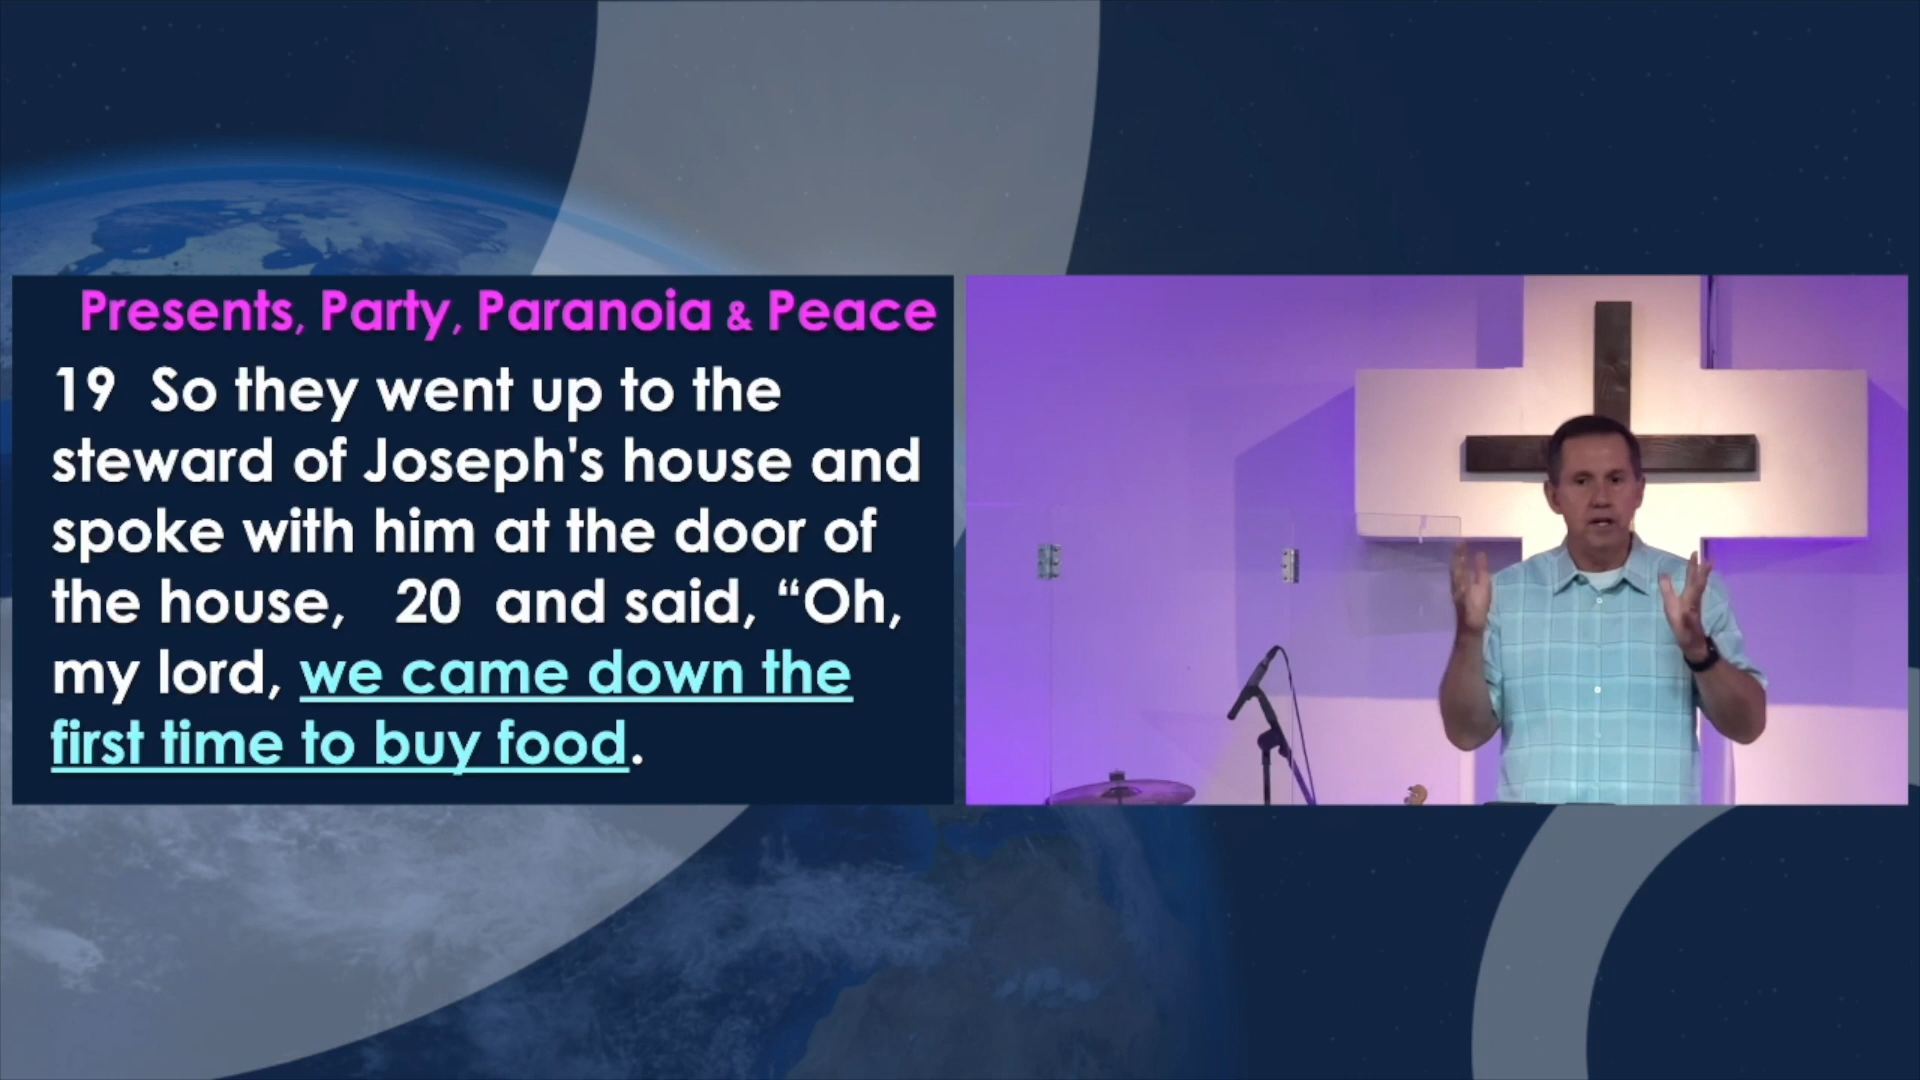 Presents, Party, Paranoia & Peace
19 So they went up to the
steward of Joseph's house and
spoke with him at the door of
the house, 20 and said, “Oh,
my lord, we came down the
first time to buy food.